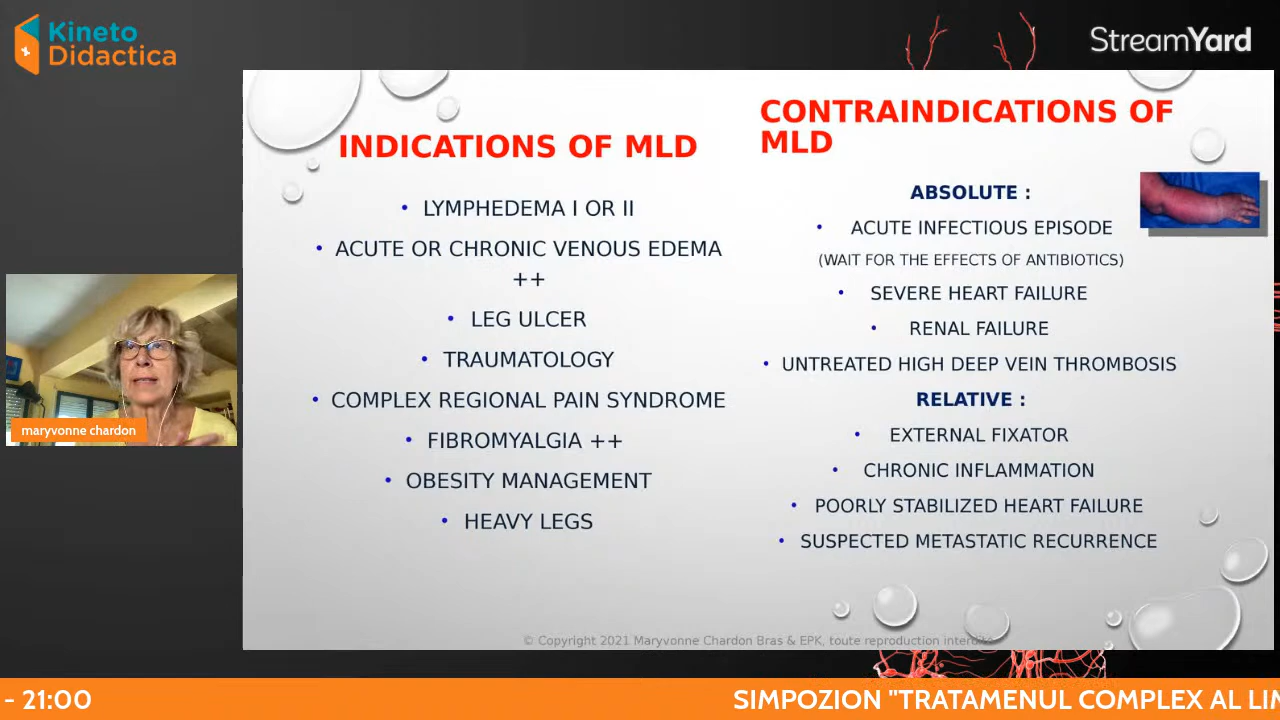 Kineto
Didactica
StreamYard
INDICATIONS OF MLD
• LYMPHEDEMA I OR II
• ACUTE OR CHRONIC VENOUS EDEMA
++
• LEG ULCER
• TRAUMATOLOGY
• COMPLEX REGIONAL PAIN SYNDROME
• FIBROMYALGIA ++
• OBESITY MANAGEMENT
• HEAVY LEGS
CONTRAINDICATIONS OF
MLD
ABSOLUTE :
• ACUTE INFECTIOUS EPISODE
(WAIT FOR THE EFFECTS OF ANTIBIOTICS)
• SEVERE HEART FAILURE
• RENAL FAILURE
• UNTREATED HIGH DEEP VEIN THROMBOSIS
RELATIVE :
• EXTERNAL FIXATOR
• CHRONIC INFLAMMATION
• POORLY STABILIZED HEART FAILURE
• SUSPECTED METASTATIC RECURRENCE
© Copyright 2021 Maryvonne Chardon Bras & EPK, toute reproduction interdite
maryvonne chardon
- 21:00
SIMPOZION "TRATAMENUL COMPLEX AL LIM